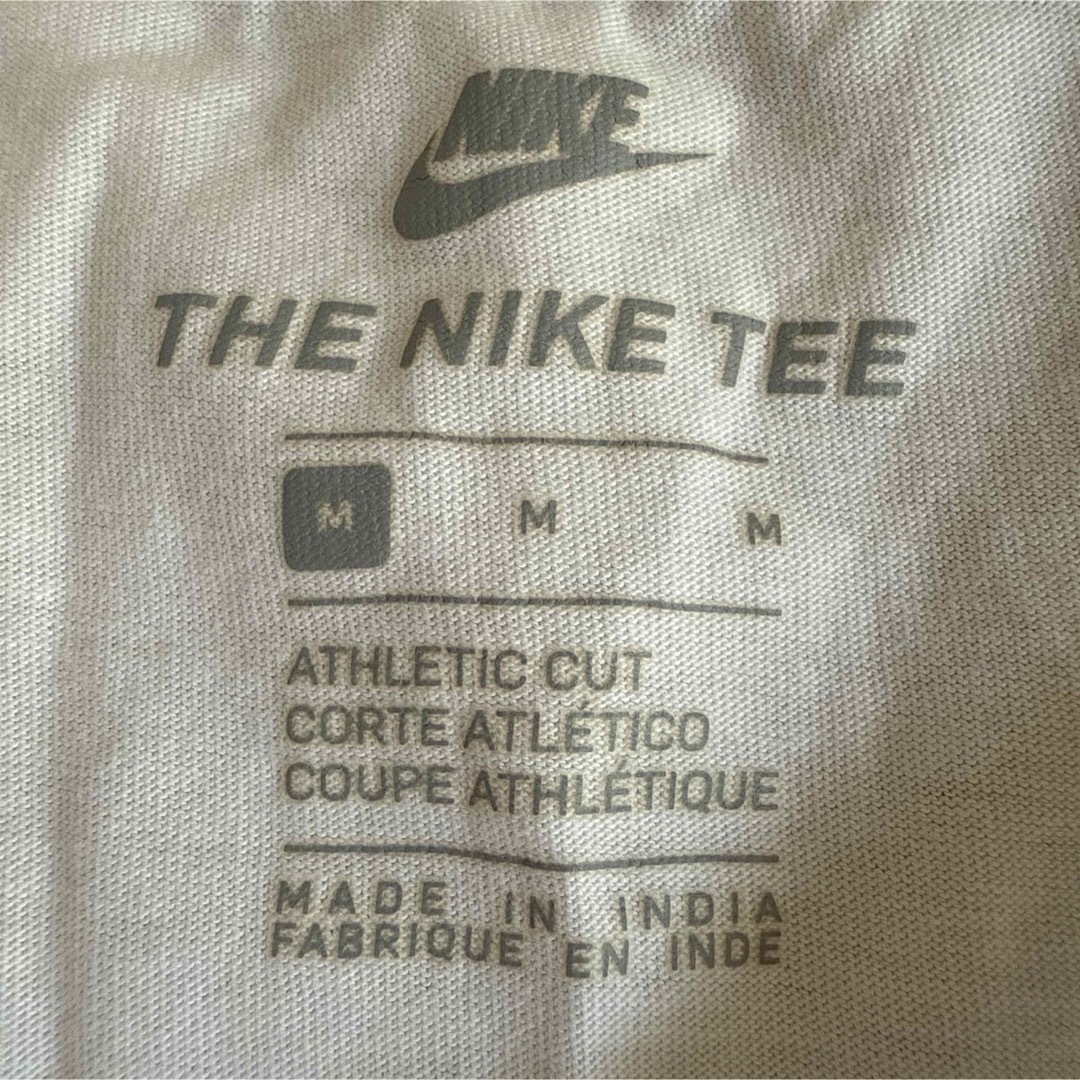 NIKE
THE NIKE TEE
M M M
ATHLETIC CUT
CORTE ATLÉTICO
COUPE ATHLÉTIQUE
MADE IN INDIA
FABRIQUE EN INDE